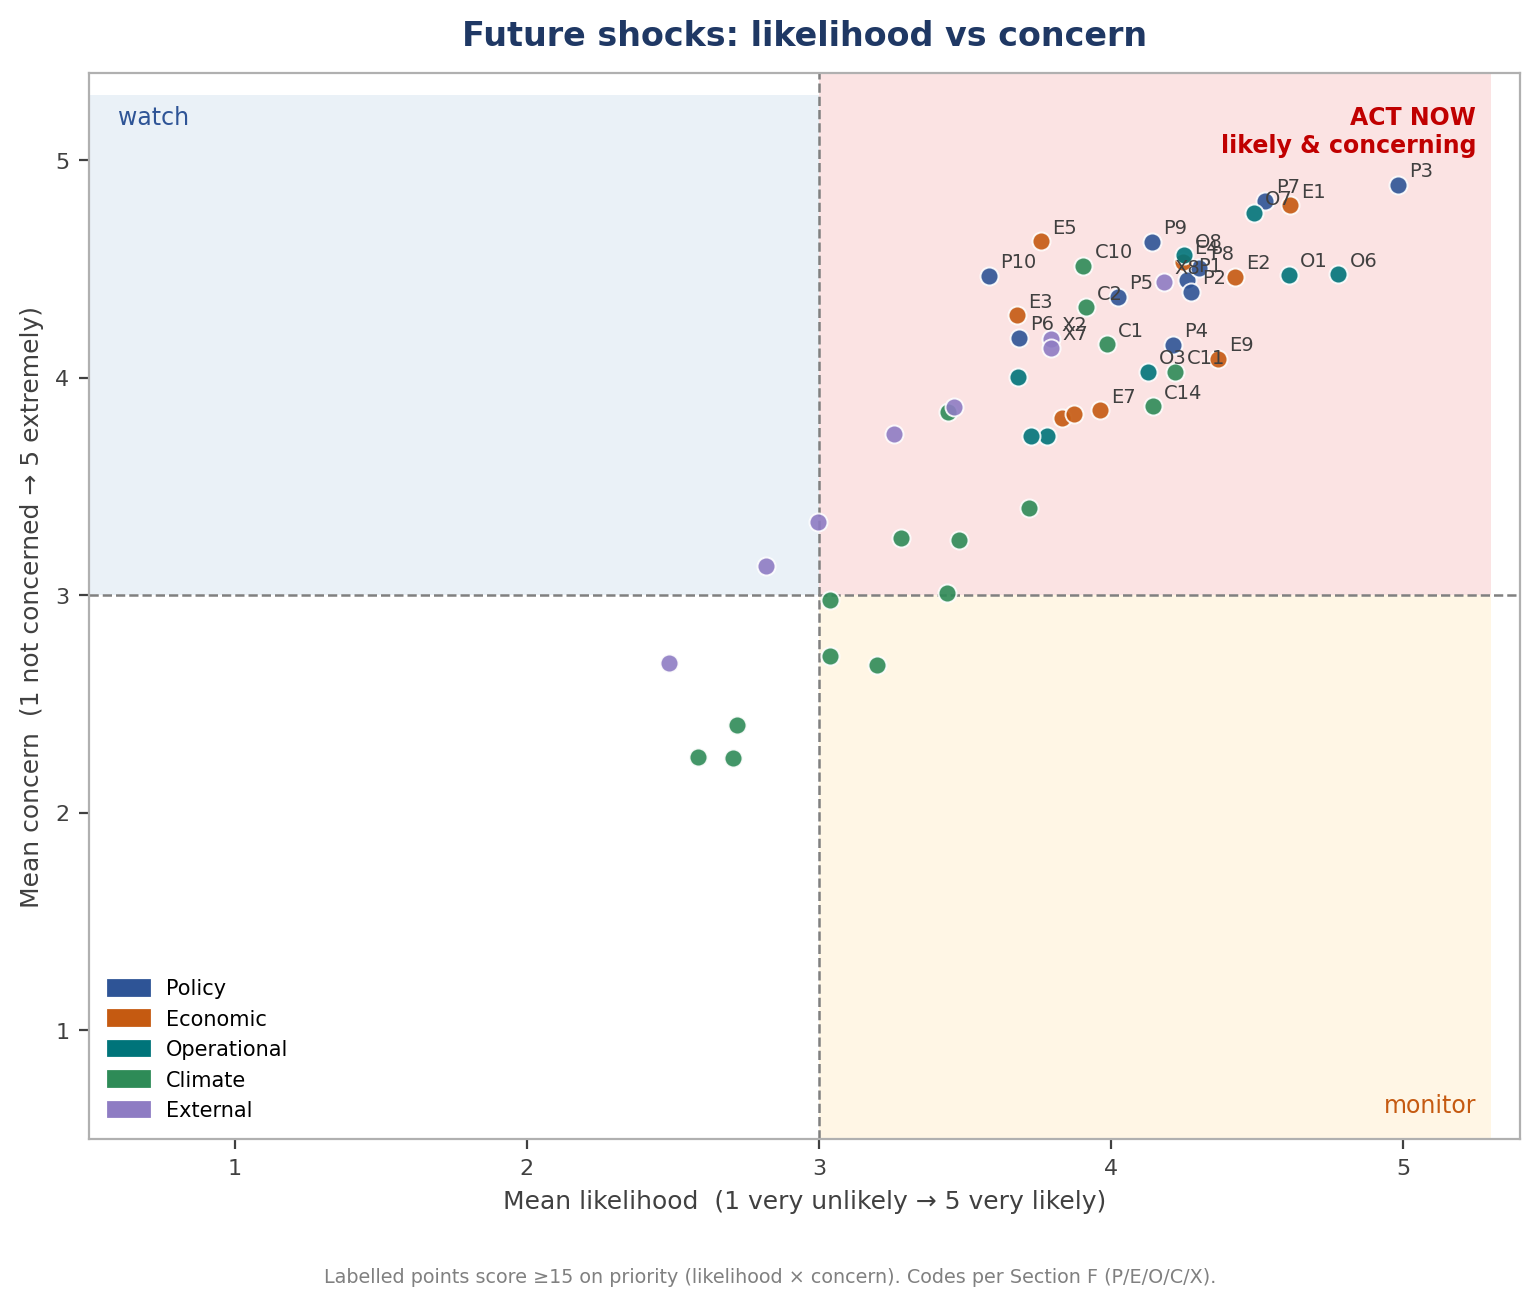 Future shocks: likelihood vs concern
watch
ACT NOW
likely & concerning
P3
P7
O7
E1
E5
P9
O8
E4
P8
C10
P10
X8
P1
E2
O1
O6
P2
P5
C2
E3
P6
X2
X7
C1
P4
E9
O3
C11
E7
C14
5
4
3
2
1
Mean concern (1 not concerned → 5 extremely)
Policy
Economic
Operational
Climate
External
monitor
1
2
3
4
5
Mean likelihood (1 very unlikely → 5 very likely)
Labelled points score ≥15 on priority (likelihood × concern). Codes per Section F (P/E/O/C/X).